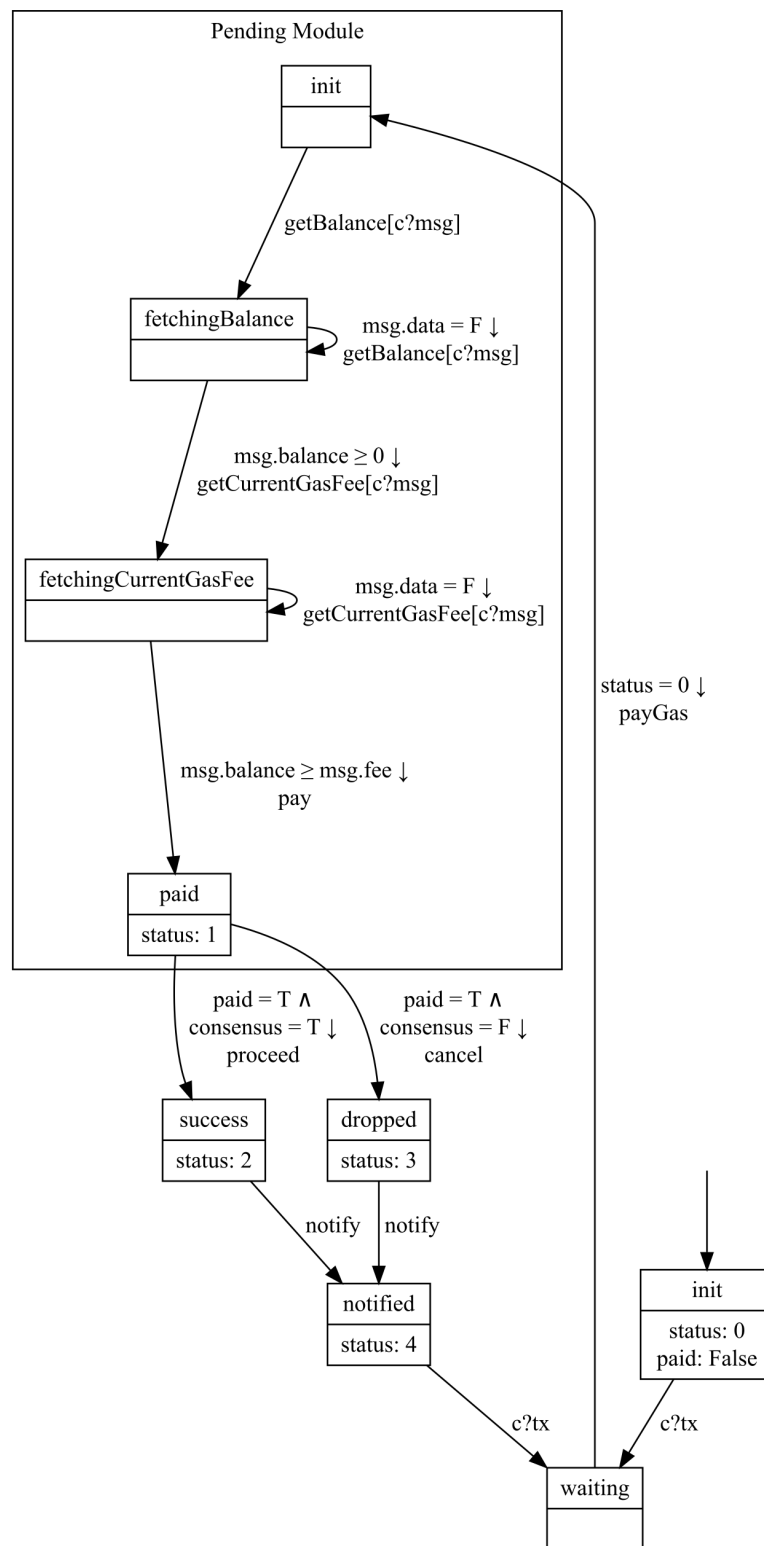 Pending Module
init
getBalance[c?msg]
fetchingBalance
msg.data = F ↓
getBalance[c?msg]
msg.balance ≥ 0 ↓
getCurrentGasFee[c?msg]
fetchingCurrentGasFee
msg.data = F ↓
getCurrentGasFee[c?msg]
status = 0 ↓
payGas
msg.balance ≥ msg.fee ↓
pay
paid
status: 1
paid = T ∧
consensus = T ↓
proceed
paid = T ∧
consensus = F ↓
cancel
success
status: 2
dropped
status: 3
notify
notify
notified
status: 4
init
status: 0
paid: False
c?tx
c?tx
waiting